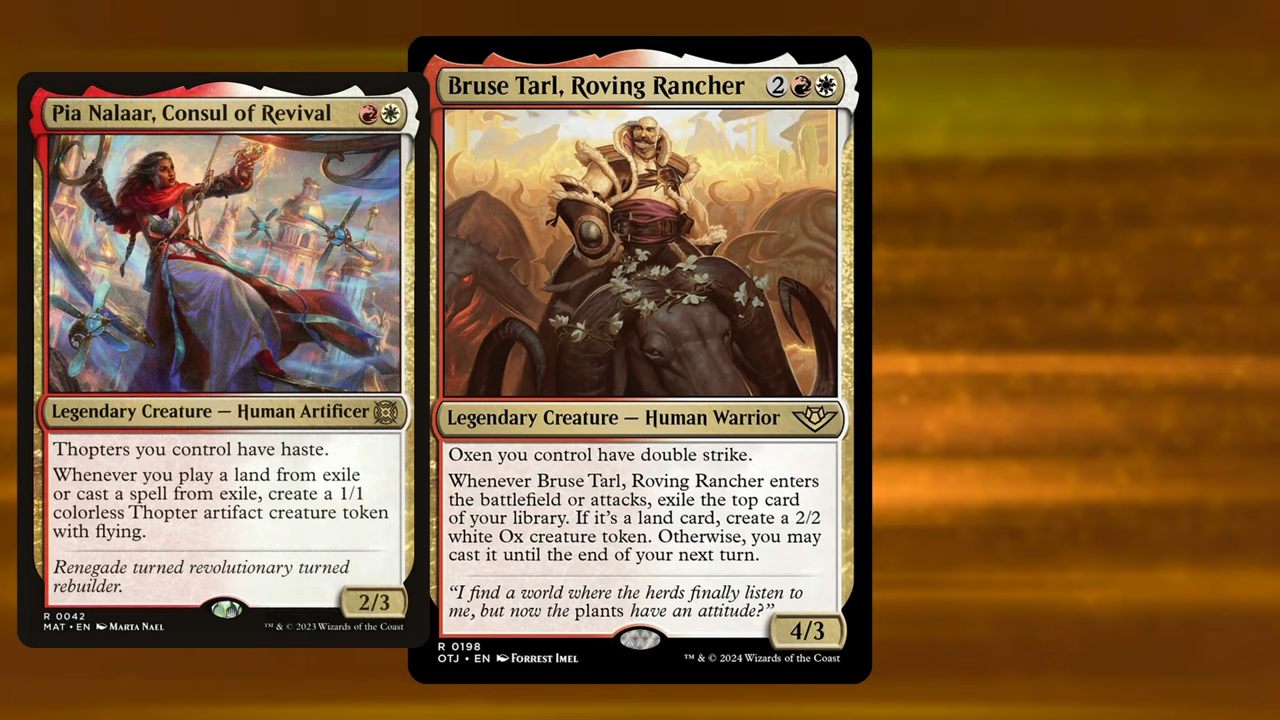 Pia Nalaar, Consul of Revival
Legendary Creature — Human Artificer
Thopters you control have haste.
Whenever you play a land from exile
or cast a spell from exile, create a 1/1
colorless Thopter artifact creature token
with flying.
Renegade turned revolutionary turned
rebuilder.
2/3
R 0042
MAT • EN Marta Nael
™ & © 2023 Wizards of the Coast
Bruse Tarl, Roving Rancher 2
Legendary Creature — Human Warrior
Oxen you control have double strike.
Whenever Bruse Tarl, Roving Rancher enters
the battlefield or attacks, exile the top card
of your library. If it's a land card, create a 2/2
white Ox creature token. Otherwise, you may
cast it until the end of your next turn.
"I find a world where the herds finally listen to
me, but now the plants have an attitude?"
4/3
R 0198
OTJ • EN Forrest Imel
™ & © 2024 Wizards of the Coast